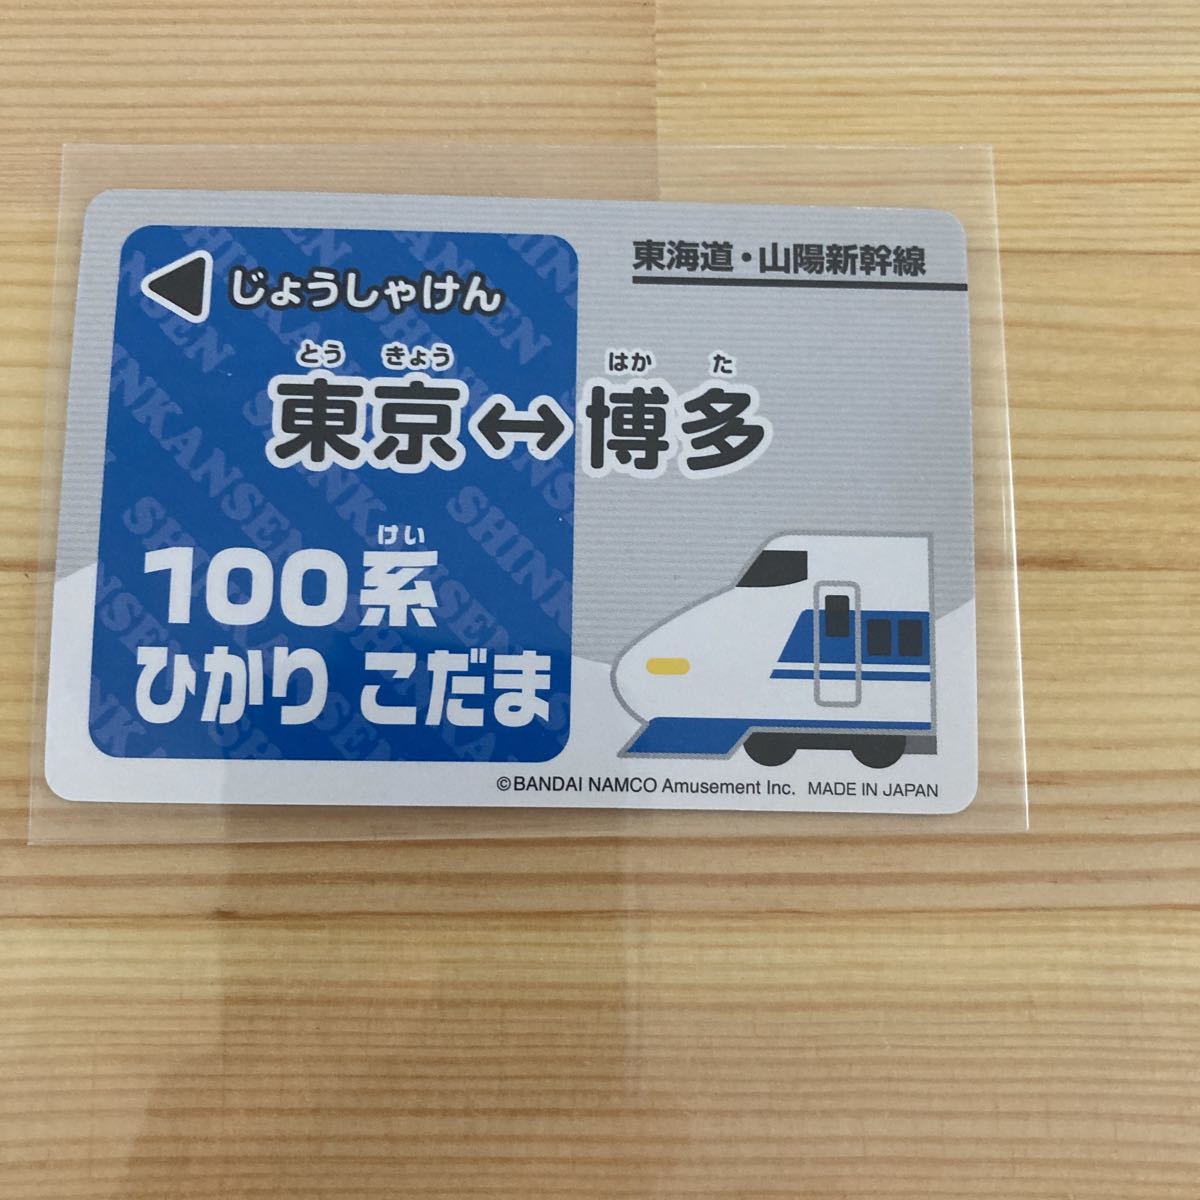 東海道・山陽新幹線
じょうしゃけん
とう きょう はか た
東京↔博多
けい
100系
ひかり こだま
©BANDAI NAMCO Amusement Inc. MADE IN JAPAN